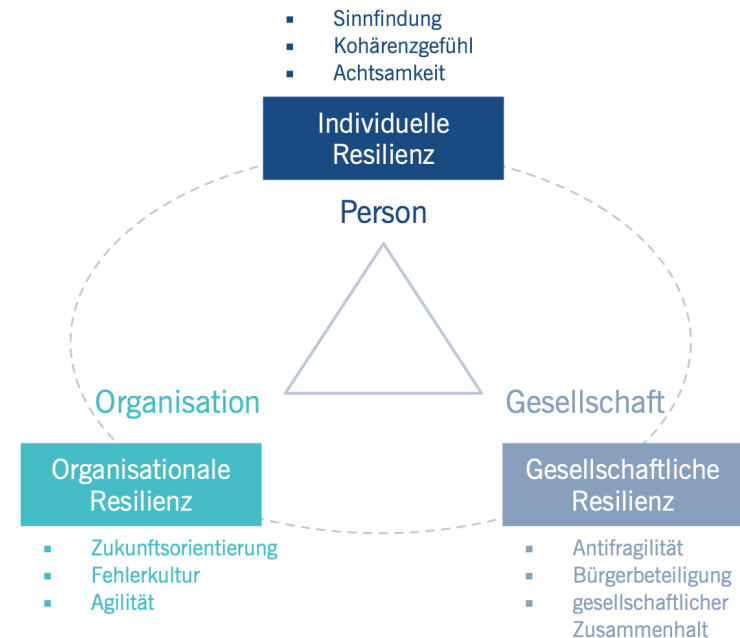 ▪ Sinnfindung
▪ Kohärenzgefühl
▪ Achtsamkeit
Individuelle
Resilienz
Person
Organisation
Organisationale
Resilienz
▪ Zukunftsorientierung
▪ Fehlerkultur
▪ Agilität
Gesellschaft
Gesellschaftliche
Resilienz
▪ Antifragilität
▪ Bürgerbeteiligung
▪ gesellschaftlicher
Zusammenhalt